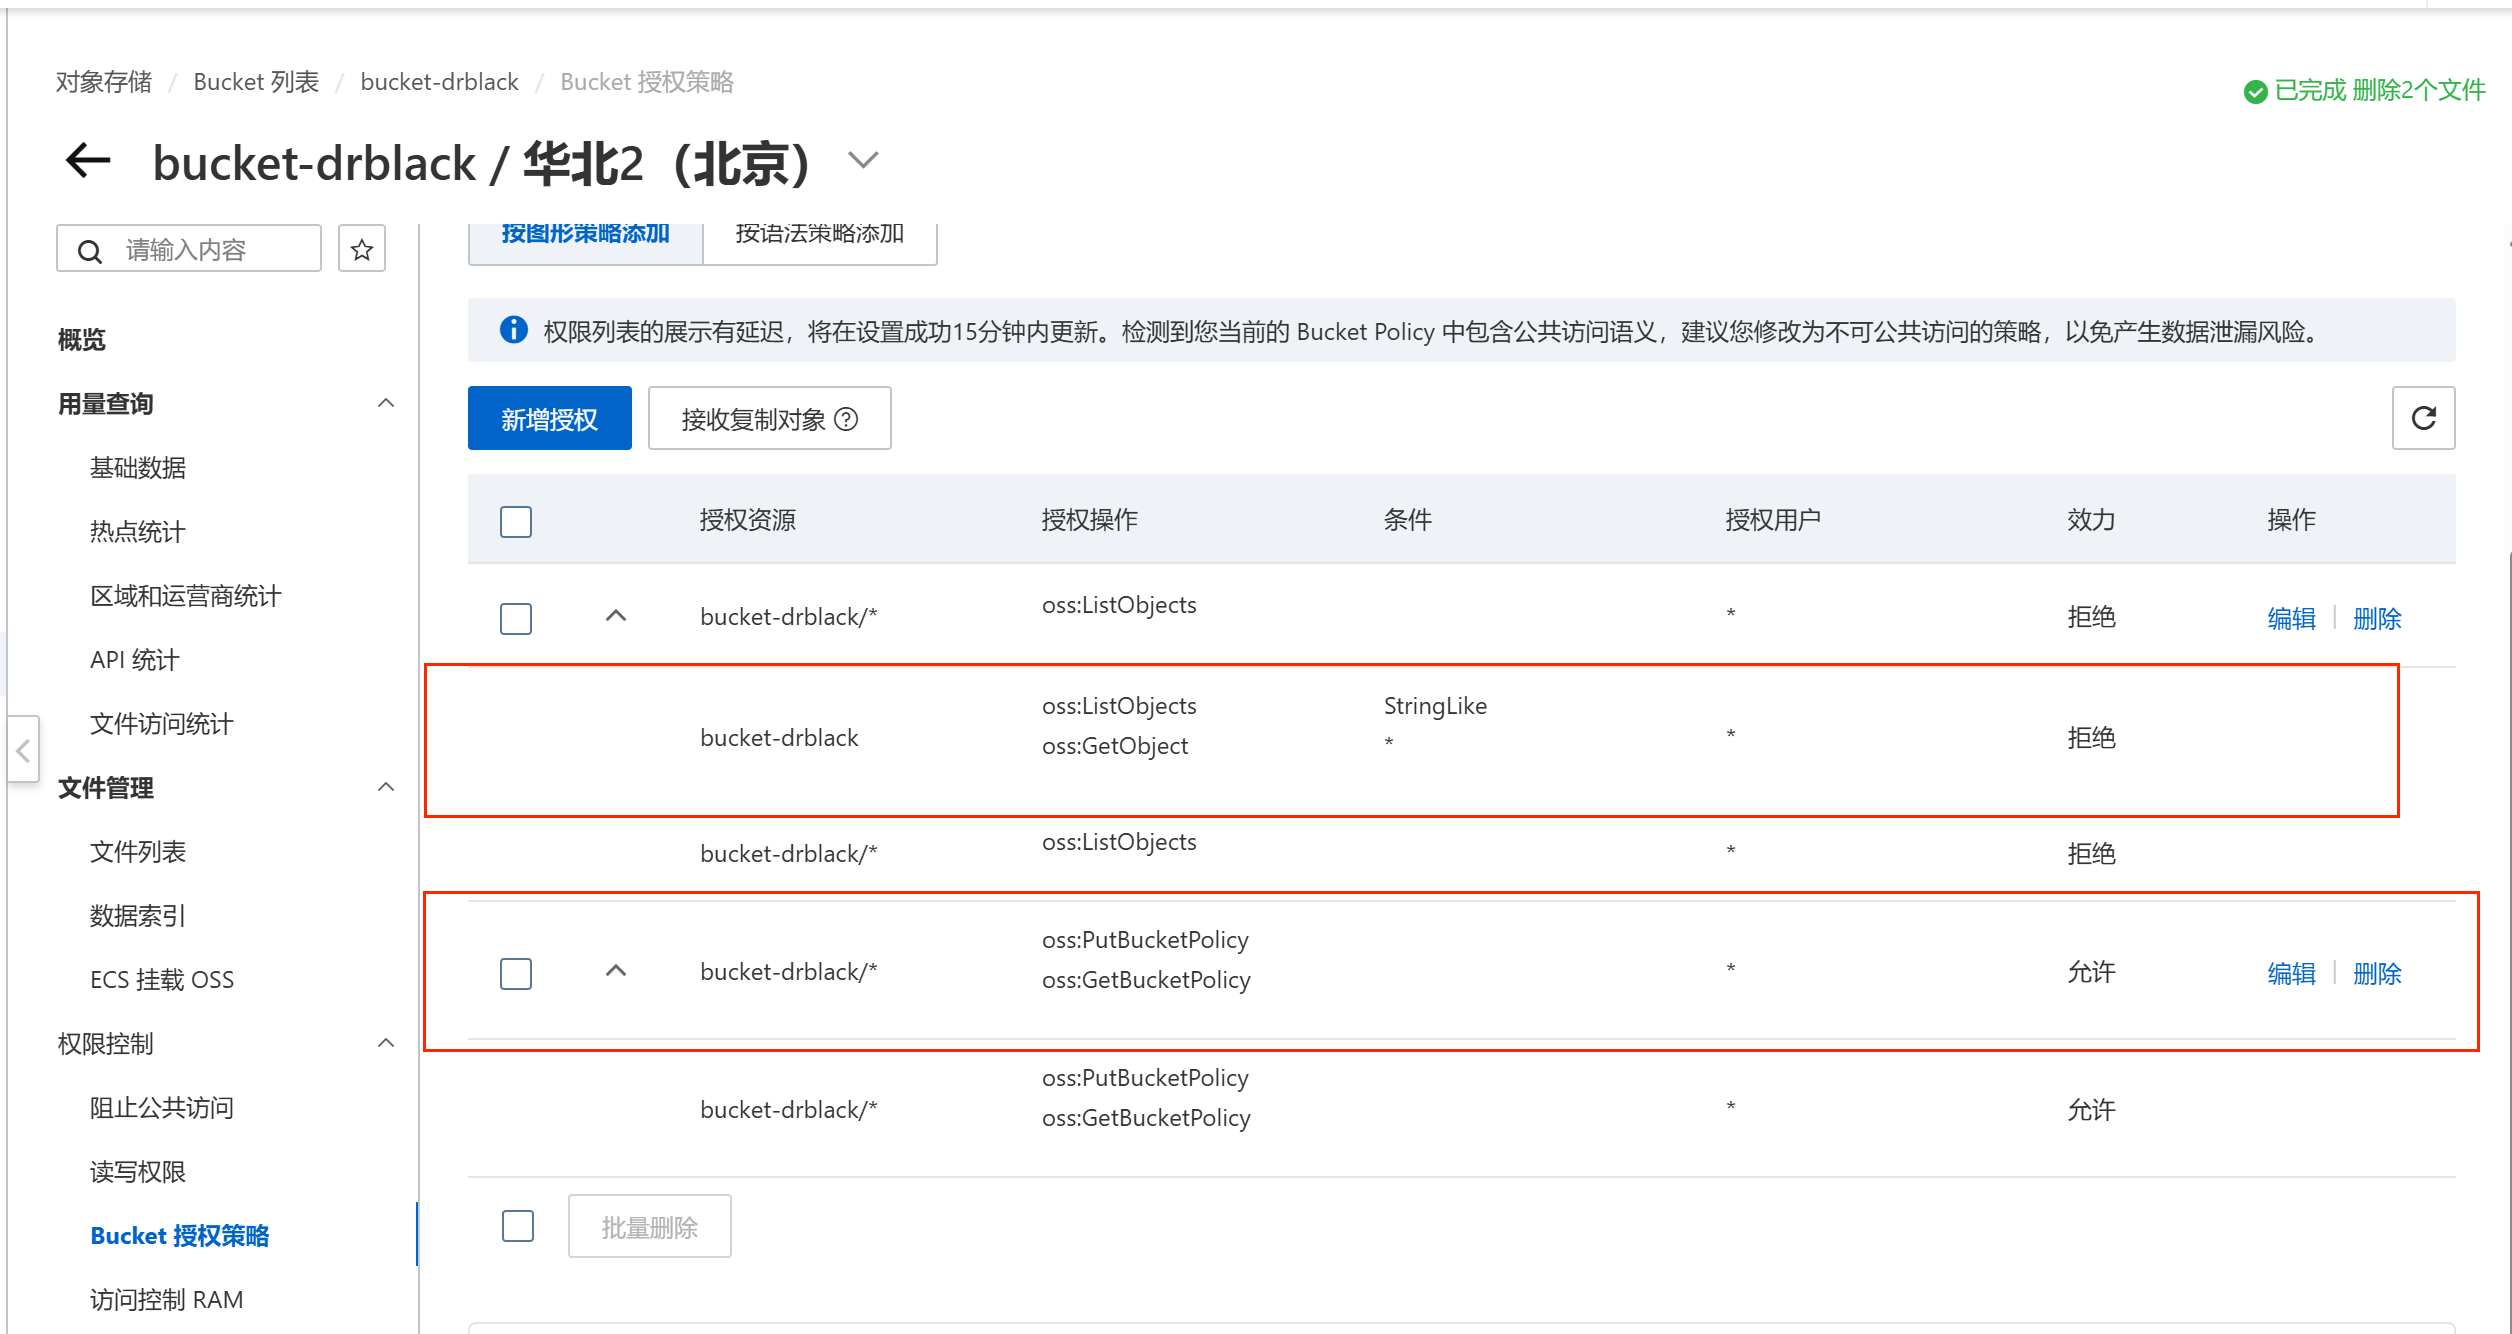 对象存储 / Bucket 列表 / bucket-drblack / Bucket 授权策略
已完成 删除2个文件
bucket-drblack / 华北2（北京）
请输入内容
按图形策略添加 按语法策略添加
权限列表的展示有延迟，将在设置成功15分钟内更新。检测到您当前的 Bucket Policy 中包含公共访问语义，建议您修改为不可公共访问的策略，以免产生数据泄漏风险。
概览
用量查询
基础数据
热点统计
区域和运营商统计
API 统计
文件访问统计
文件管理
文件列表
数据索引
ECS 挂载 OSS
权限控制
阻止公共访问
读写权限
Bucket 授权策略
访问控制 RAM
新增授权 接收复制对象 ?
授权资源 授权操作 条件 授权用户 效力 操作
bucket-drblack/* oss:ListObjects * 拒绝 编辑 删除
bucket-drblack oss:ListObjects StringLike * 拒绝
oss:GetObject *
bucket-drblack/* oss:ListObjects * 拒绝
bucket-drblack/* oss:PutBucketPolicy * 允许 编辑 删除
oss:GetBucketPolicy
bucket-drblack/* oss:PutBucketPolicy * 允许
oss:GetBucketPolicy
批量删除